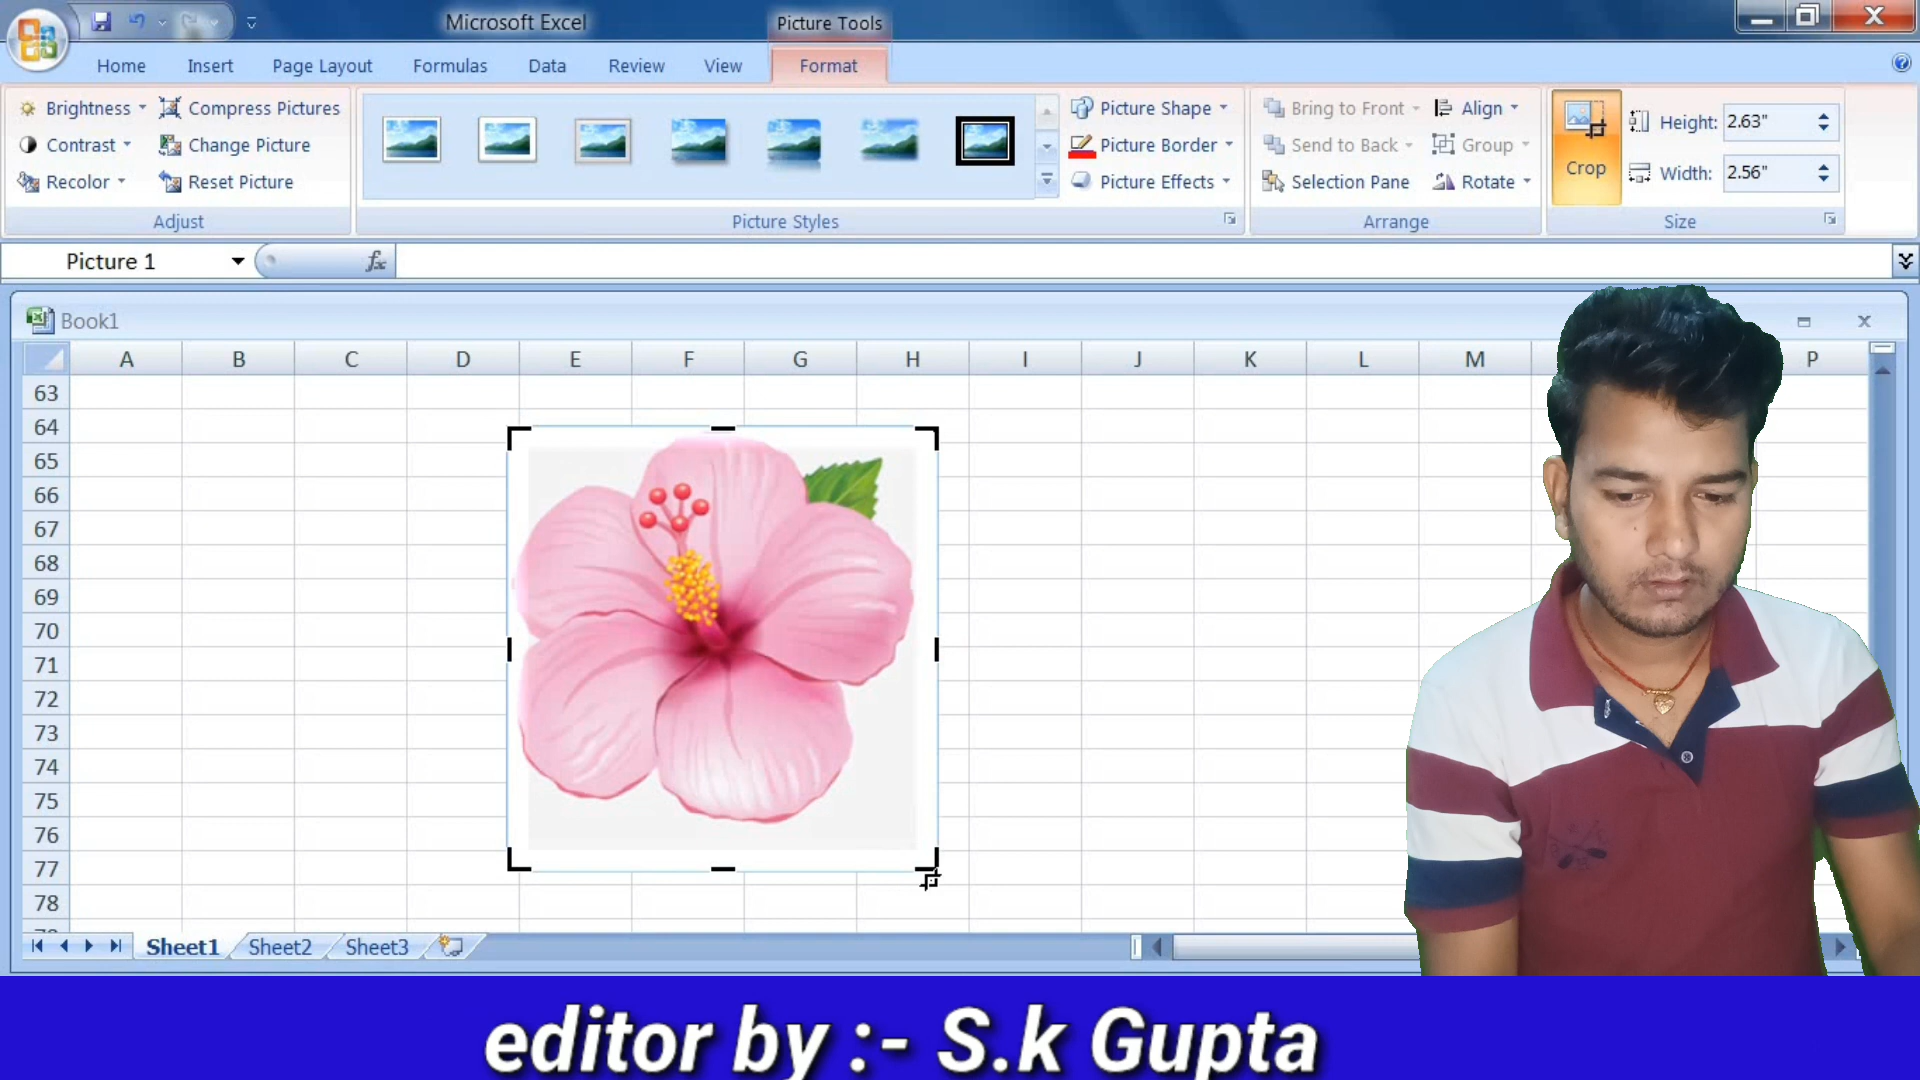 Microsoft Excel
Picture Tools
Home Insert Page Layout Formulas Data Review View Format
Brightness
Contrast
Recolor
Compress Pictures
Change Picture
Reset Picture
Adjust
Picture Shape
Picture Border
Picture Effects
Picture Styles
Bring to Front
Send to Back
Selection Pane
Align
Group
Rotate
Arrange
Crop
Height: 2.63"
Width: 2.56"
Size
Picture 1
fx
Book1
A B C D E F G H I J K L M P
63
64
65
66
67
68
69
70
71
72
73
74
75
76
77
78
Sheet1 Sheet2 Sheet3
editor by :- S.k Gupta